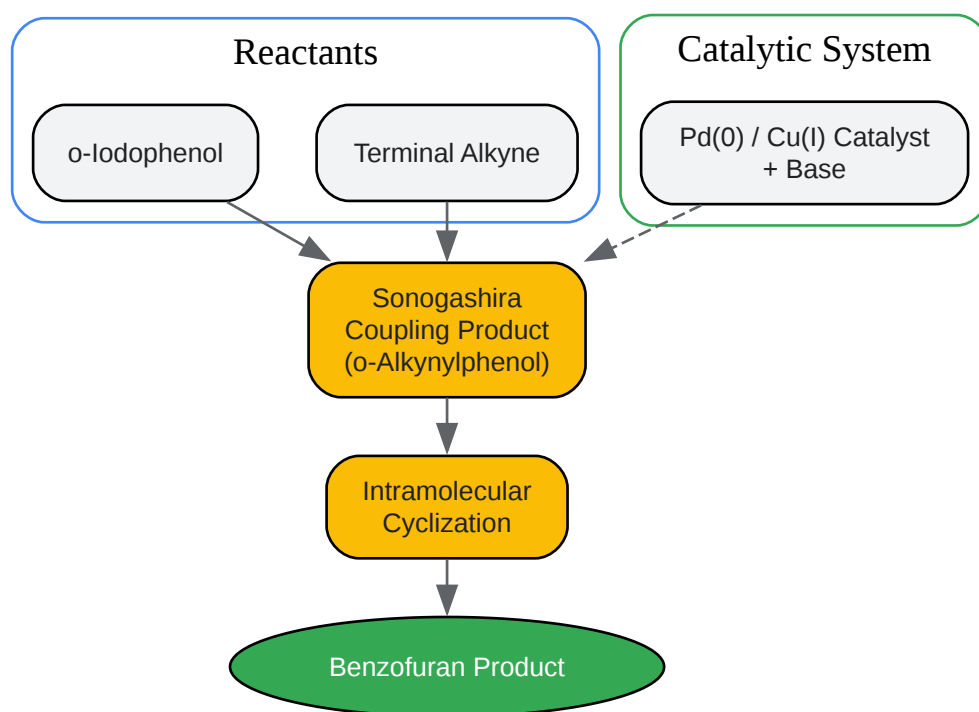 Reactants
Catalytic System
o-Iodophenol
Terminal Alkyne
Pd(0) / Cu(I) Catalyst
+ Base
Sonogashira
Coupling Product
(o-Alkynylphenol)
Intramolecular
Cyclization
Benzofuran Product